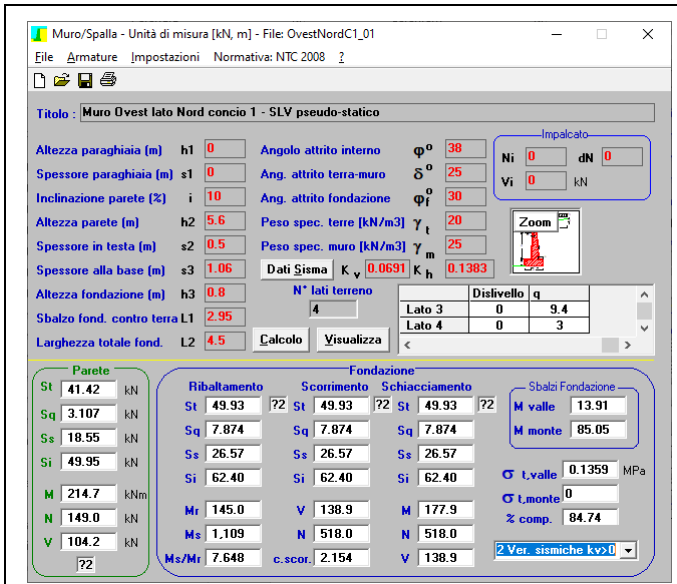 Muro/Spalla - Unità di misura [kN, m] - File: OvestNordC1_01
File Armature Impostazioni Normativa: NTC 2008 ?
Titolo : Muro Ovest lato Nord concio 1 - SLV pseudo-statico
Altezza paraghiaia (m) h1 0
Spessore paraghiaia (m) s1 0
Inclinazione parete (%) i 10
Altezza parete (m) h2 5.6
Spessore in testa (m) s2 0.5
Spessore alla base (m) s3 1.06
Altezza fondazione (m) h3 0.8
Sbalzo fond. contro terra L1 2.95
Larghezza totale fond. L2 4.5
Angolo attrito interno φ° 38
Ang. attrito terra-muro δ° 25
Ang. attrito fondazione φf° 30
Peso spec. terre [kN/m3] γt 20
Peso spec. muro [kN/m3] γm 25
Dati Sisma Kv 0.0691 Kh 0.1383
N° lati terreno
4
Calcolo Visualizza
Impalcato
Ni 0 dN 0
Vi 0 kN
Zoom
Dislivello q
Lato 3 0 9.4
Lato 4 0 3
Parete
St 41.42 kN
Sq 3.107 kN
Ss 18.55 kN
Si 49.95 kN
M 214.7 kNm
N 149.0 kN
V 104.2 kN
?2
Fondazione
Ribaltamento Scorrimento Schiacciamento
St 49.93 ?2 St 49.93 ?2 St 49.93 ?2
Sq 7.874 Sq 7.874 Sq 7.874
Ss 26.57 Ss 26.57 Ss 26.57
Si 62.40 Si 62.40 Si 62.40
Mr 145.0 V 138.9 M 177.9
Ms 1,109 N 518.0 N 518.0
Ms/Mr 7.648 c.scor. 2.154 V 138.9
Sbalzi Fondazione
M valle 13.91
M monte 85.05
σ t,valle 0.1359 MPa
σ t,monte 0
% comp. 84.74
2 Ver. sismiche kv>0